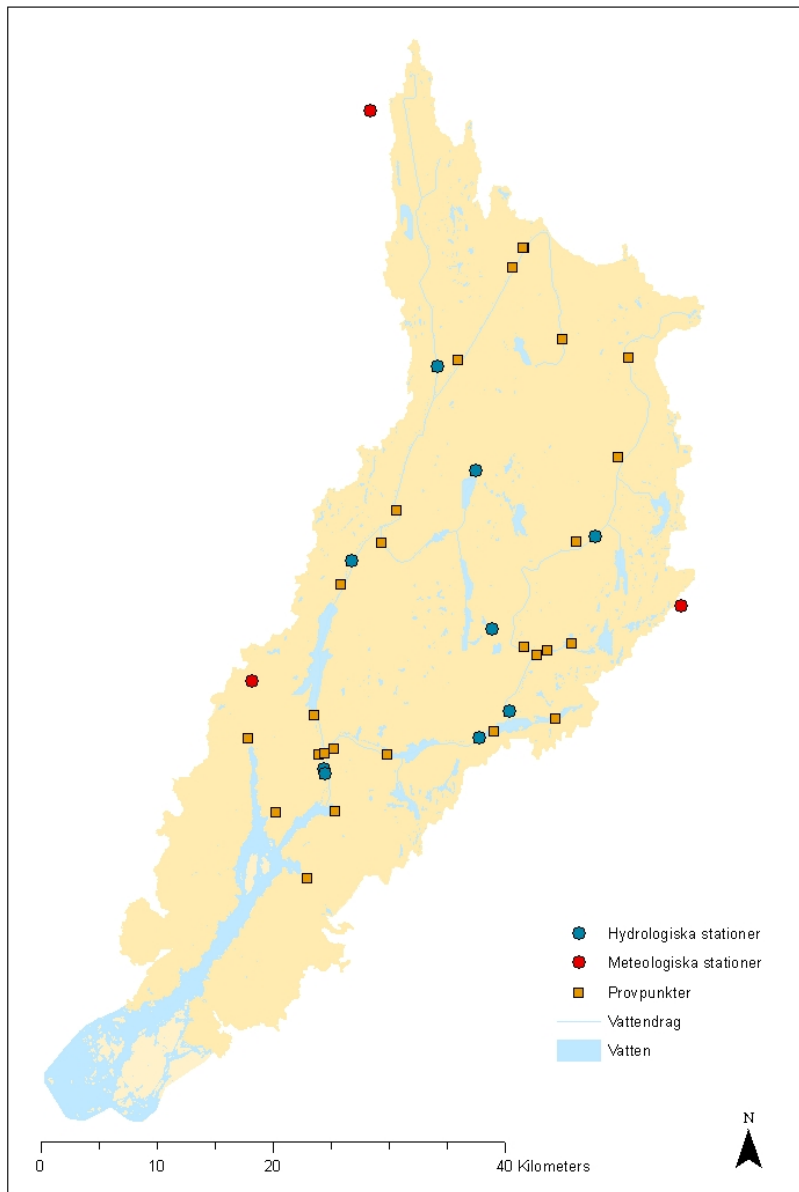 Hydrologiska stationer
Meteologiska stationer
Provpunkter
Vattendrag
Vatten
N
0 10 20 40 Kilometers